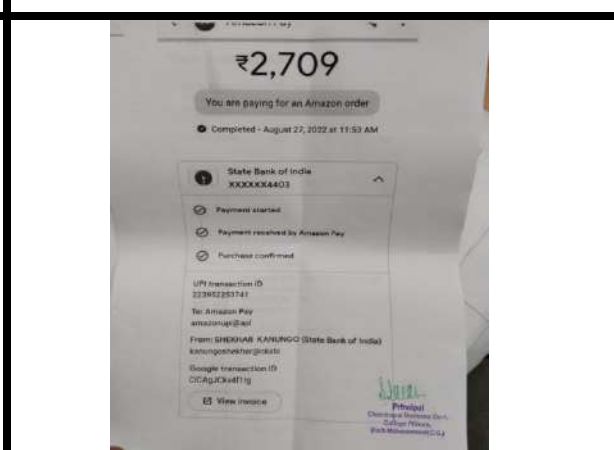 Amazon Pay
₹2,709
You are paying for an Amazon order
Completed - August 27, 2022 at 11:53 AM
State Bank of India
XXXXXX4403
Payment started
Payment received by Amazon Pay
Purchase confirmed
UPI transaction ID
223952253741
To: Amazon Pay
amazonupi@apl
From: SHEKHAR KANUNGO (State Bank of India)
Google transaction ID
View invoice
Principal